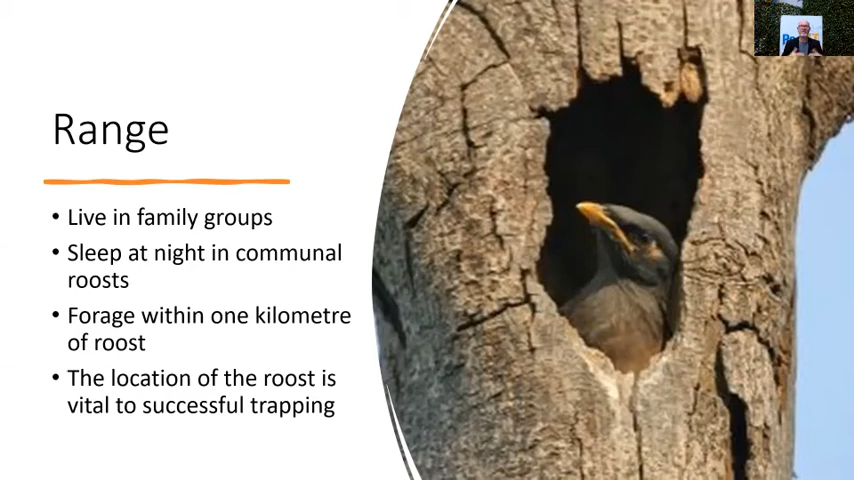 Range
• Live in family groups
• Sleep at night in communal
roosts
• Forage within one kilometre
of roost
• The location of the roost is
vital to successful trapping